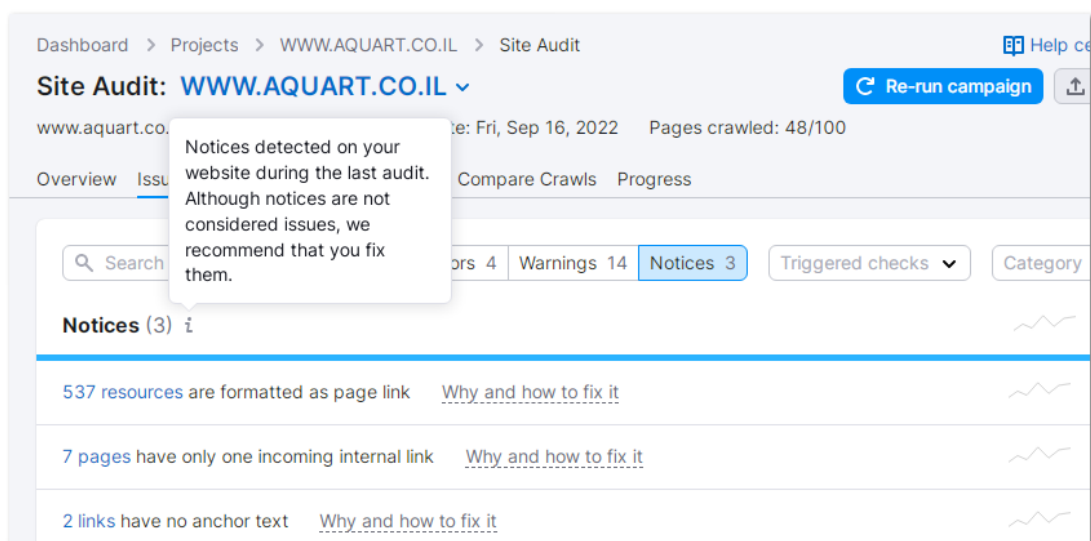 Dashboard > Projects > WWW.AQUART.CO.IL > Site Audit
Help
Site Audit: WWW.AQUART.CO.IL
Re-run campaign
www.aquart.co. Fri, Sep 16, 2022 Pages crawled: 48/100
Notices detected on your
website during the last audit.
Although notices are not
considered issues, we
recommend that you fix
them.
Overview Compare Crawls Progress
Search 4 Warnings 14 Notices 3 Triggered checks Category
Notices (3) i
537 resources are formatted as page link Why and how to fix it
7 pages have only one incoming internal link Why and how to fix it
2 links have no anchor text Why and how to fix it